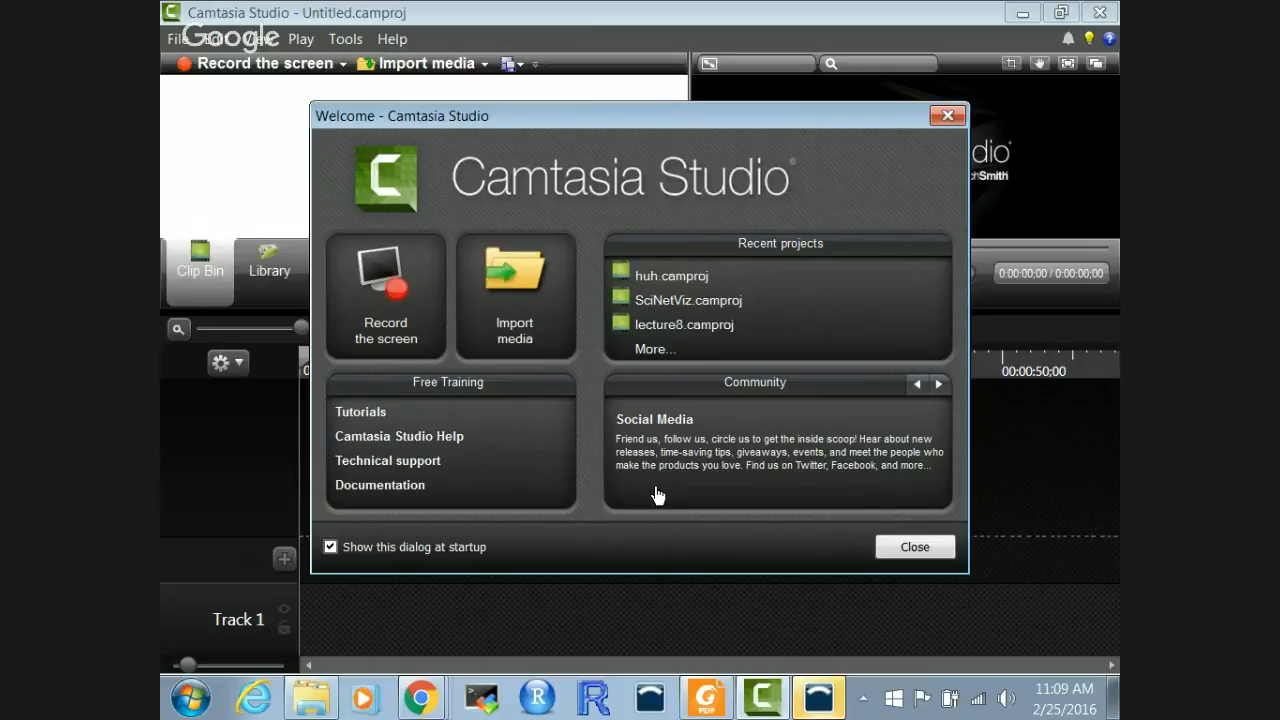 Camtasia Studio - Untitled.camproj
Google
File Edit View Play Tools Help
Record the screen Import media
Welcome - Camtasia Studio
Camtasia Studio
dio
hSmith
Clip Bin
Library
0:00:00;00 / 0:00:00;00
Record
the screen
Import
media
Recent projects
huh.camproj
SciNetViz.camproj
lecture8.camproj
More...
00:00:50;00
Free Training
Tutorials
Camtasia Studio Help
Technical support
Documentation
Community
Social Media
Friend us, follow us, circle us to get the inside scoop! Hear about new
releases, time-saving tips, giveaways, events, and meet the people who
make the products you love. Find us on Twitter, Facebook, and more...
Show this dialog at startup
Close
Track 1
PDF
11:09 AM
2/25/2016